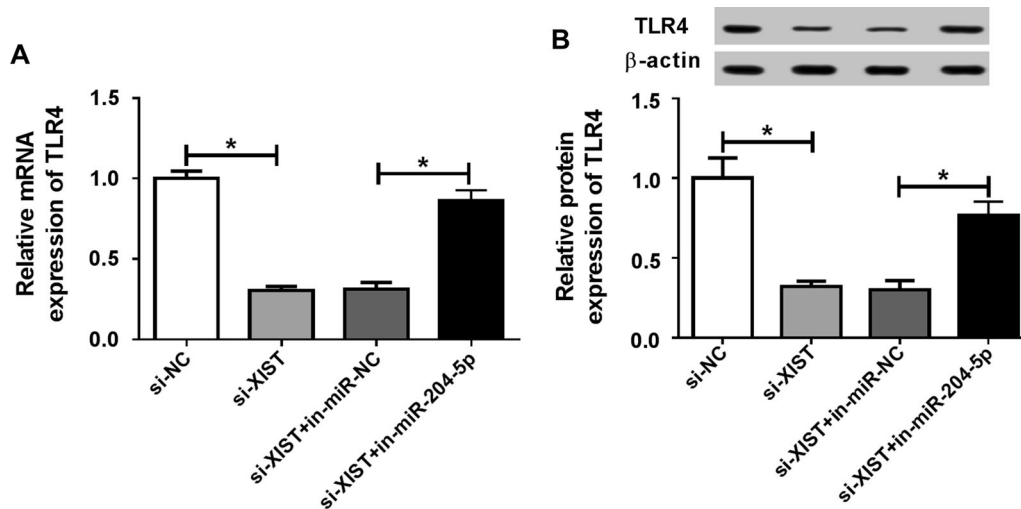 A
Relative mRNA
expression of TLR4
1.5
1.0
0.5
0.0
*
*
si-NC
si-XIST
si-XIST+in-miR-NC
si-XIST+in-miR-204-5p
B
TLR4
β-actin
Relative protein
expression of TLR4
1.5
1.0
0.5
0.0
*
*
si-NC
si-XIST
si-XIST+in-miR-NC
si-XIST+in-miR-204-5p